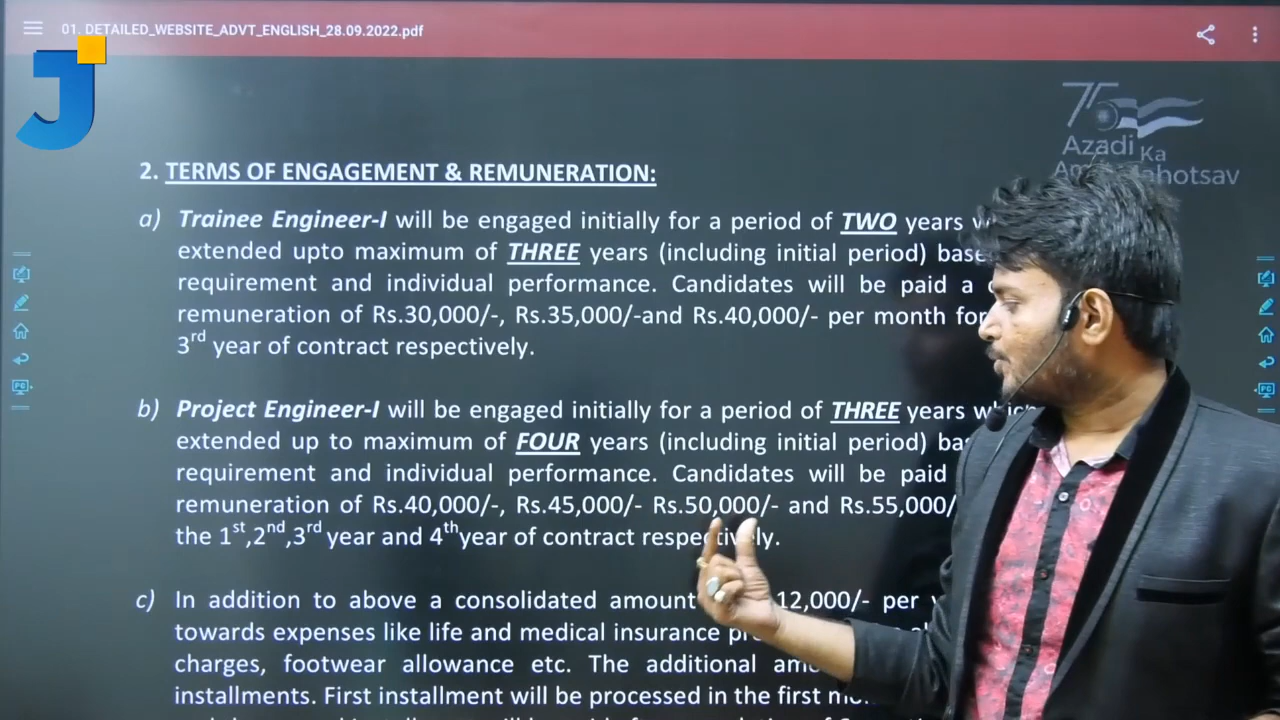 01. DETAILED_WEBSITE_ADVT_ENGLISH_28.09.2022.pdf
J
75
Azadi Ka
hotsav
2. TERMS OF ENGAGEMENT & REMUNERATION:
a) Trainee Engineer-I will be engaged initially for a period of TWO years
extended upto maximum of THREE years (including initial period)
requirement and individual performance. Candidates will be paid a
remuneration of Rs.30,000/-, Rs.35,000/-and Rs.40,000/- per month for
3rd year of contract respectively.
b) Project Engineer-I will be engaged initially for a period of THREE years which
extended up to maximum of FOUR years (including initial period)
requirement and individual performance. Candidates will be paid
remuneration of Rs.40,000/-, Rs.45,000/- Rs.50,000/- and Rs.55,000/
the 1st,2nd,3rd year and 4thyear of contract respectively.
c) In addition to above a consolidated amount 12,000/- per
towards expenses like life and medical insurance
charges, footwear allowance etc. The additional
installments. First installment will be processed in the first